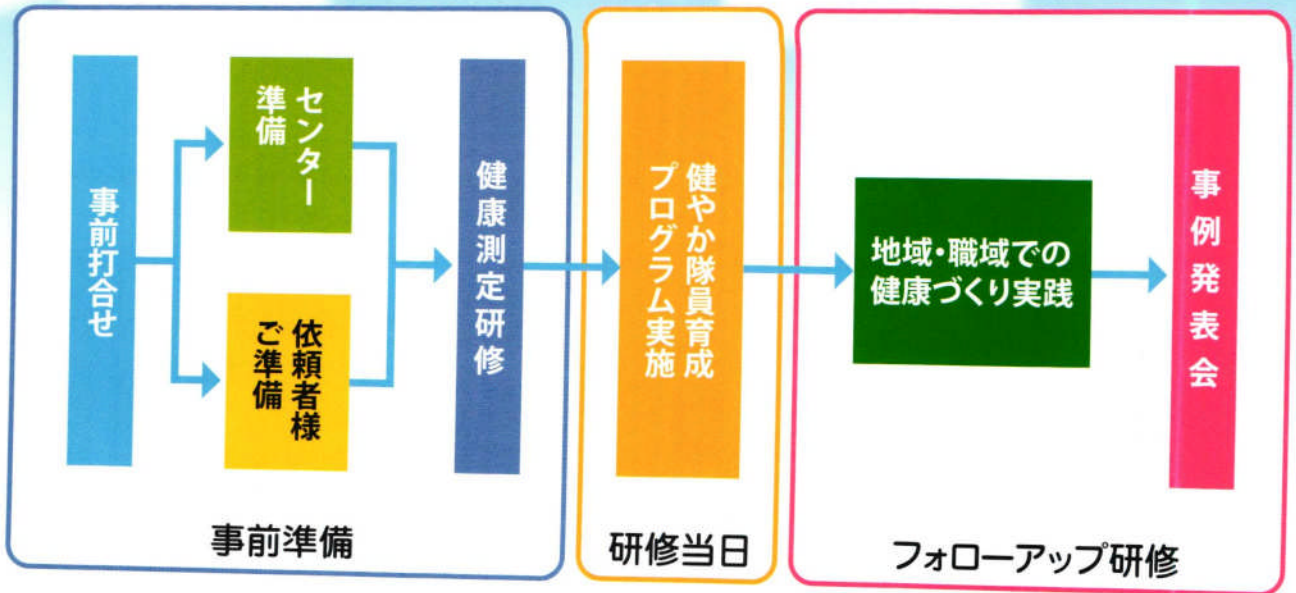 事前打合せ
センター
準備
依頼者様
ご準備
健康測定研修
事前準備
健やか隊員育成
プログラム実施
研修当日
地域・職域での
健康づくり実践
事例発表会
フォローアップ研修